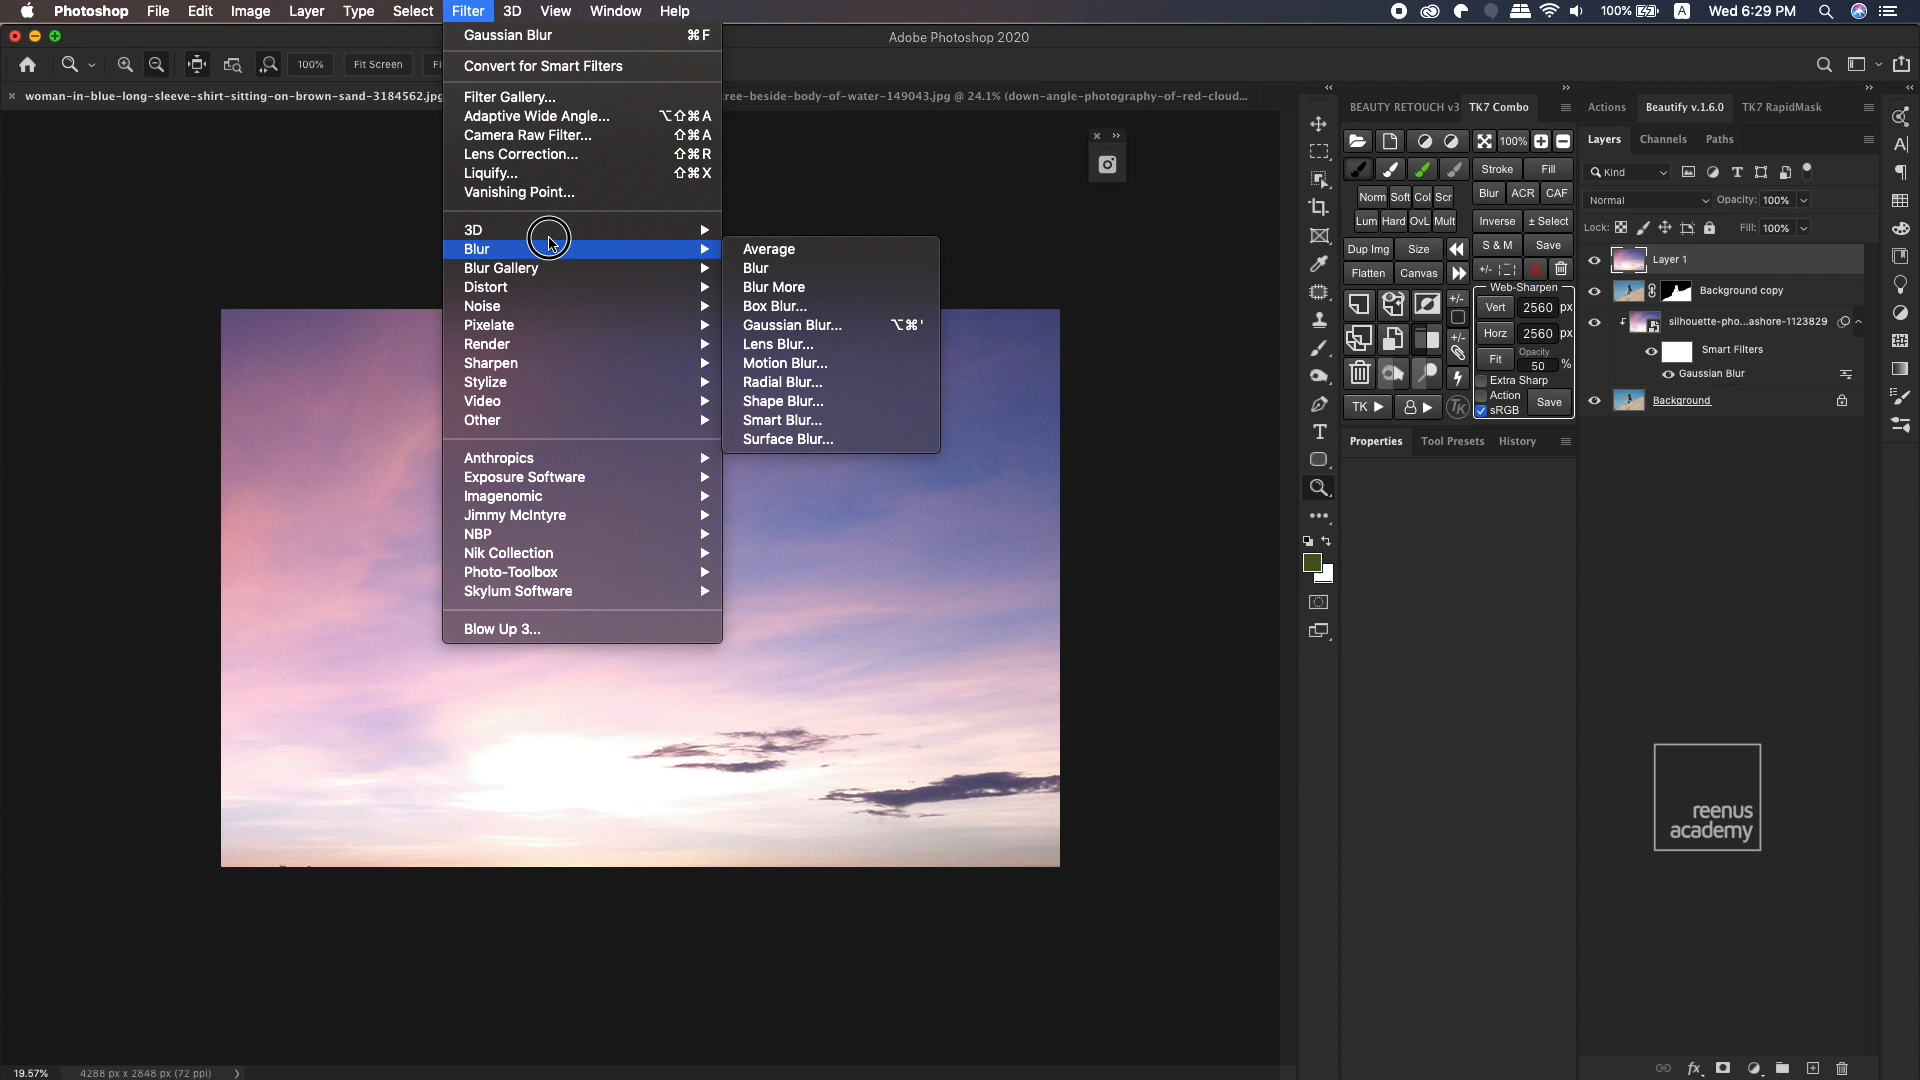 Photoshop File Edit Image Layer Type Select Filter 3D View Window Help 100% A Wed 6:29 PM
Adobe Photoshop 2020
100% Fit Screen
woman-in-blue-long-sleeve-shirt-sitting-on-brown-sand-3184562.jpg
ree-beside-body-of-water-149043.jpg @ 24.1% (down-angle-photography-of-red-cloud...
Gaussian Blur ⌘F
Convert for Smart Filters
Filter Gallery...
Adaptive Wide Angle... ⌥⇧⌘A
Camera Raw Filter... ⇧⌘A
Lens Correction... ⇧⌘R
Liquify... ⇧⌘X
Vanishing Point...
3D
Blur
Blur Gallery
Distort
Noise
Pixelate
Render
Sharpen
Stylize
Video
Other
Anthropics
Exposure Software
Imagenomic
Jimmy McIntyre
NBP
Nik Collection
Photo-Toolbox
Skylum Software
Blow Up 3...
Average
Blur
Blur More
Box Blur...
Gaussian Blur... ⌥⌘'
Lens Blur...
Motion Blur...
Radial Blur...
Shape Blur...
Smart Blur...
Surface Blur...
BEAUTY RETOUCH v3 TK7 Combo
100%
Stroke Fill
Norm Soft Col Scr Blur ACR CAF
Lum Hard OvL Mult Inverse ± Select
Dup Img Size S & M Save
Flatten Canvas +/-
Web-Sharpen
+/- Vert 2560 px
+/- Horz 2560 px
Fit Opacity 50 %
Extra Sharp
Action
sRGB
Save
TK TK
Properties Tool Presets History
Actions Beautify v.1.6.0 TK7 RapidMask
Layers Channels Paths
Kind
Normal Opacity: 100%
Lock: Fill: 100%
Layer 1
Background copy
silhouette-pho...ashore-1123829
Smart Filters
Gaussian Blur
Background
reenus
academy
19.57% 4288 px x 2848 px (72 ppi)